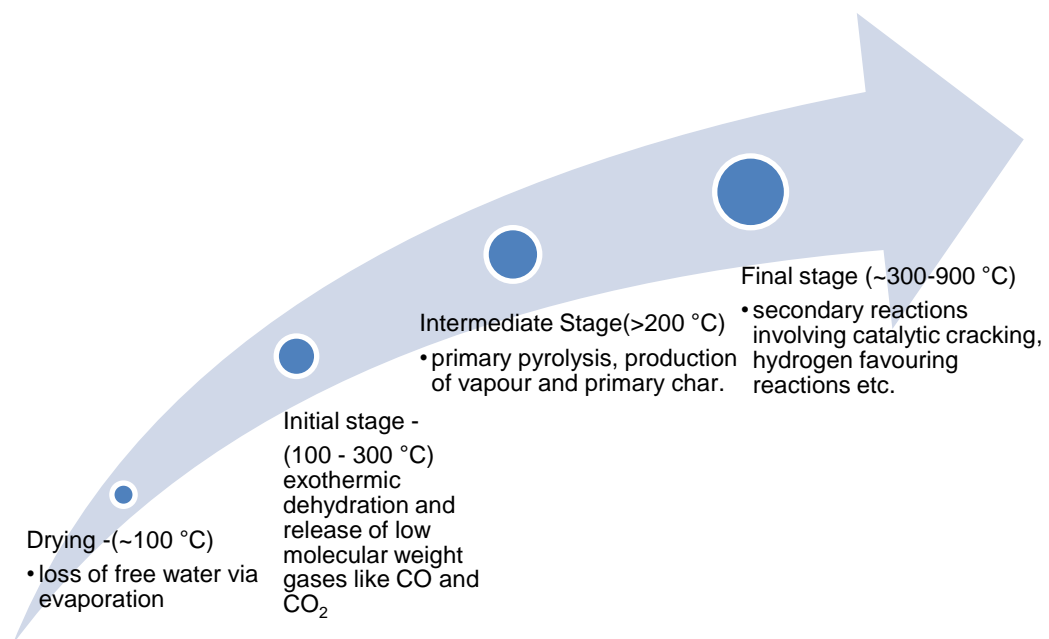 Drying -(~100 °C)
• loss of free water via
evaporation
Initial stage -
(100 - 300 °C)
exothermic
dehydration and
release of low
molecular weight
gases like CO and
CO₂
Intermediate Stage(>200 °C)
• primary pyrolysis, production
of vapour and primary char.
Final stage (~300-900 °C)
• secondary reactions
involving catalytic cracking,
hydrogen favouring
reactions etc.